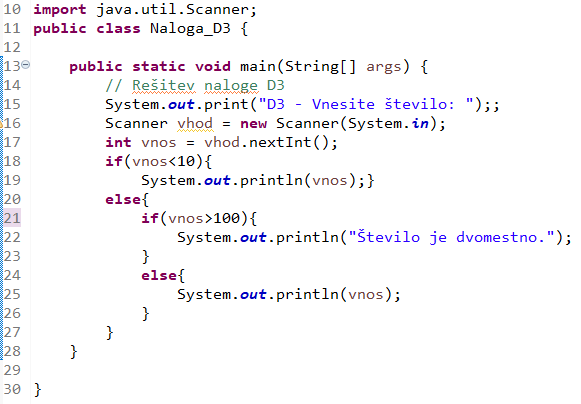 10 import java.util.Scanner;
11 public class Naloga_D3 {
12
13     public static void main(String[] args) {
14         // Rešitev naloge D3
15         System.out.print("D3 - Vnesite število: ");;
16         Scanner vhod = new Scanner(System.in);
17         int vnos = vhod.nextInt();
18         if(vnos<10){
19             System.out.println(vnos);}
20         else{
21             if(vnos>100){
22                 System.out.println("Število je dvomestno.");
23             }
24             else{
25                 System.out.println(vnos);
26             }
27         }
28     }
29
30 }